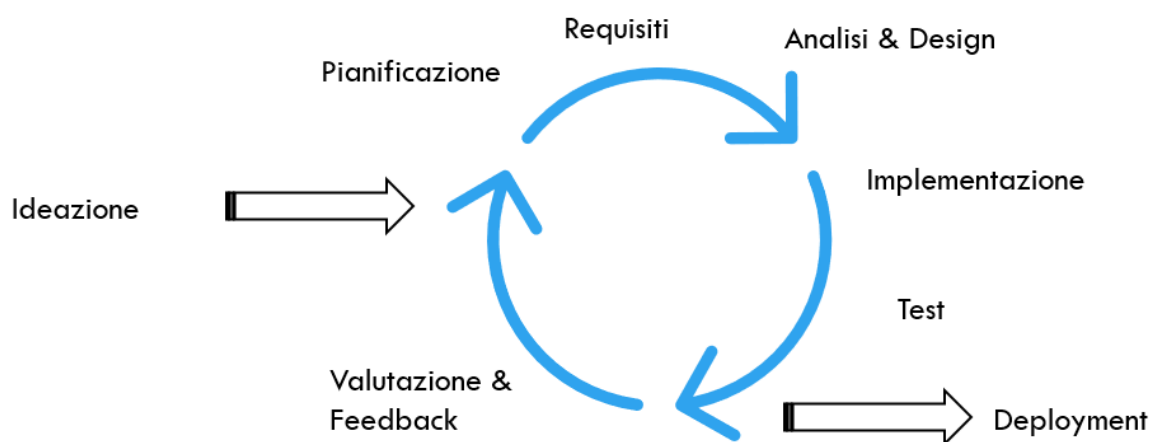 Requisiti
Analisi & Design
Pianificazione
Implementazione
Ideazione
Test
Valutazione &
Feedback
Deployment